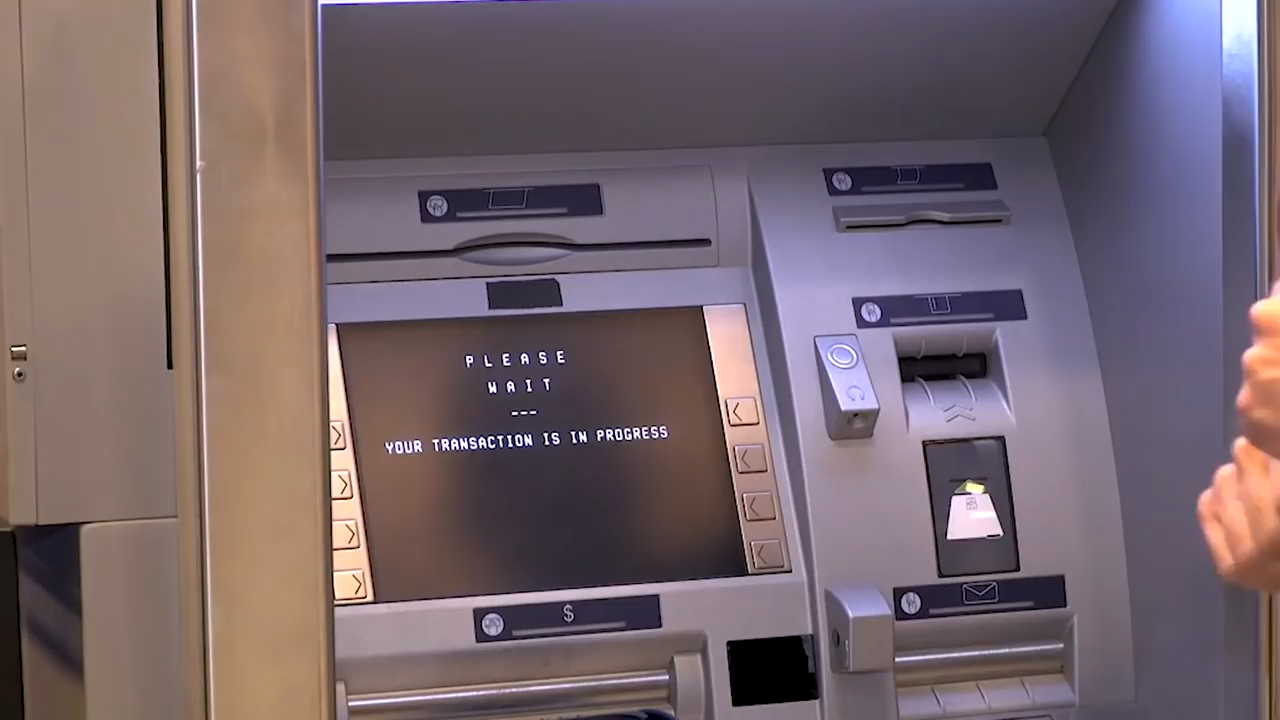 PLEASE
WAIT
---
YOUR TRANSACTION IS IN PROGRESS
$